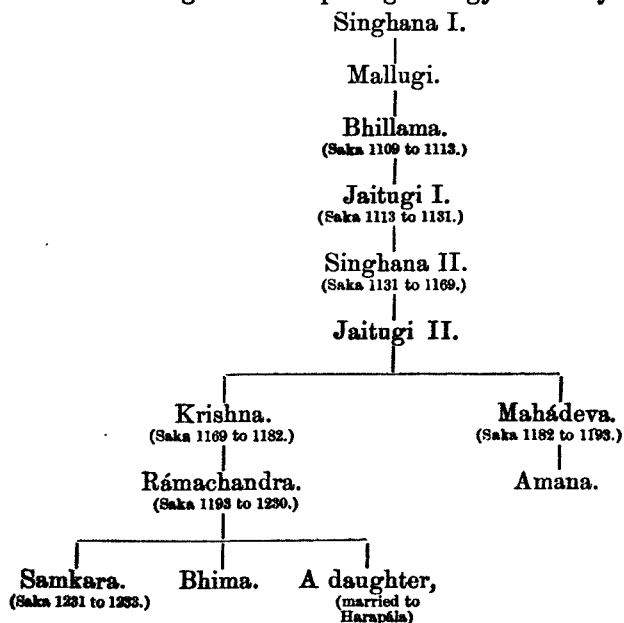 Singhana I.
Mallugi.
Bhillama.
(Saka 1109 to 1113.)
Jaitugi I.
(Saka 1113 to 1131.)
Singhana II.
(Saka 1131 to 1169.)
Jaitugi II.
Krishna. Mahádeva.
(Saka 1169 to 1182.) (Saka 1182 to 1193.)
Rámachandra. Amana.
(Saka 1193 to 1230.)
Samkara. Bhima. A daughter,
(Saka 1231 to 1233.) (married to
Harapála)